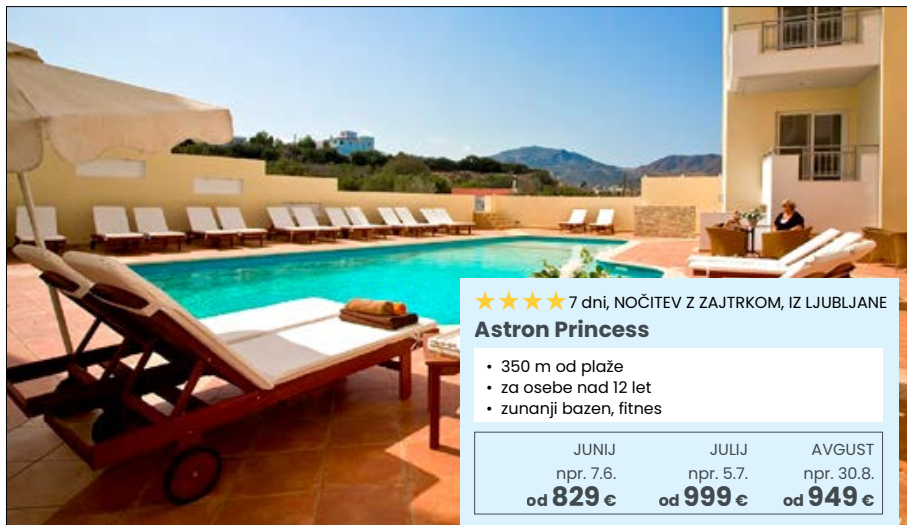 7 dni, NOČITEV Z ZAJTRKOM, IZ LJUBLJANE
Astron Princess
• 350 m od plaže
• za osebe nad 12 let
• zunanji bazen, fitnes
JUNIJ JULIJ AVGUST
npr. 7.6. npr. 5.7. npr. 30.8.
od 829 € od 999 € od 949 €